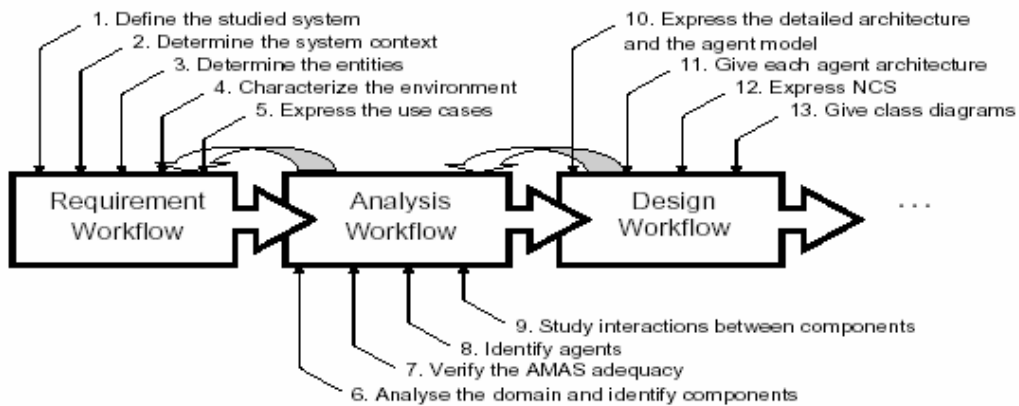 1. Define the studied system
2. Determine the system context
3. Determine the entities
4. Characterize the environment
5. Express the use cases
10. Express the detailed architecture
and the agent model
11. Give each agent architecture
12. Express NCS
13. Give class diagrams
Requirement
Workflow
Analysis
Workflow
Design
Workflow
...
9. Study interactions between components
8. Identify agents
7. Verify the AMAS adequacy
6. Analyse the domain and identify components